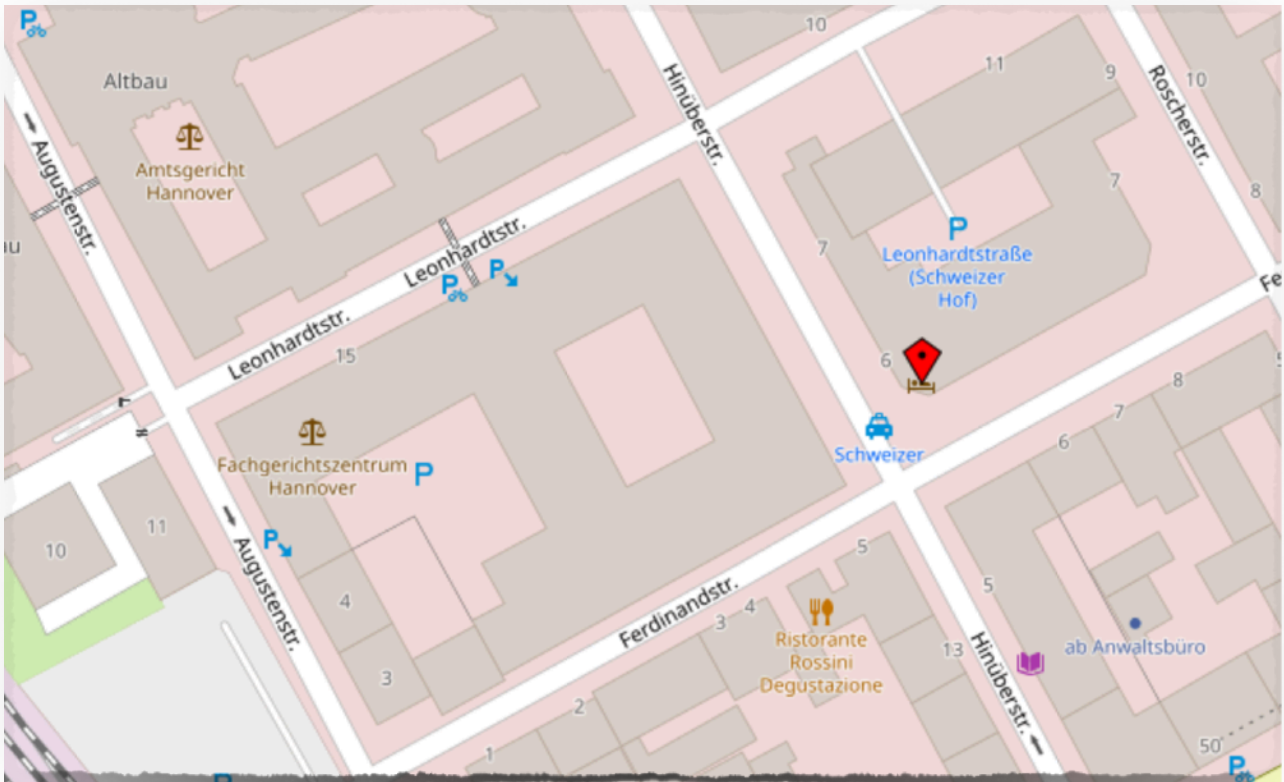 10
Altbau
Hinüberstr.
11
9
10
Roscherstr.
Amtsgericht
Hannover
Augustenstr.
7
8
Leonhardtstr.
7
Leonhardtstraße
(Schweizer
Hof)
P
P
P
P
P
Leonhardtstr.
15
6
8
7
6
Schweizer
Fachgerichtszentrum
Hannover
P
11
10
P
Augustenstr.
4
5
5
Ferdinandstr.
4
3
Ristorante
Rossini
Degustazione
13
Hinüberstr.
ab Anwaltsbüro
3
2
1
50
P